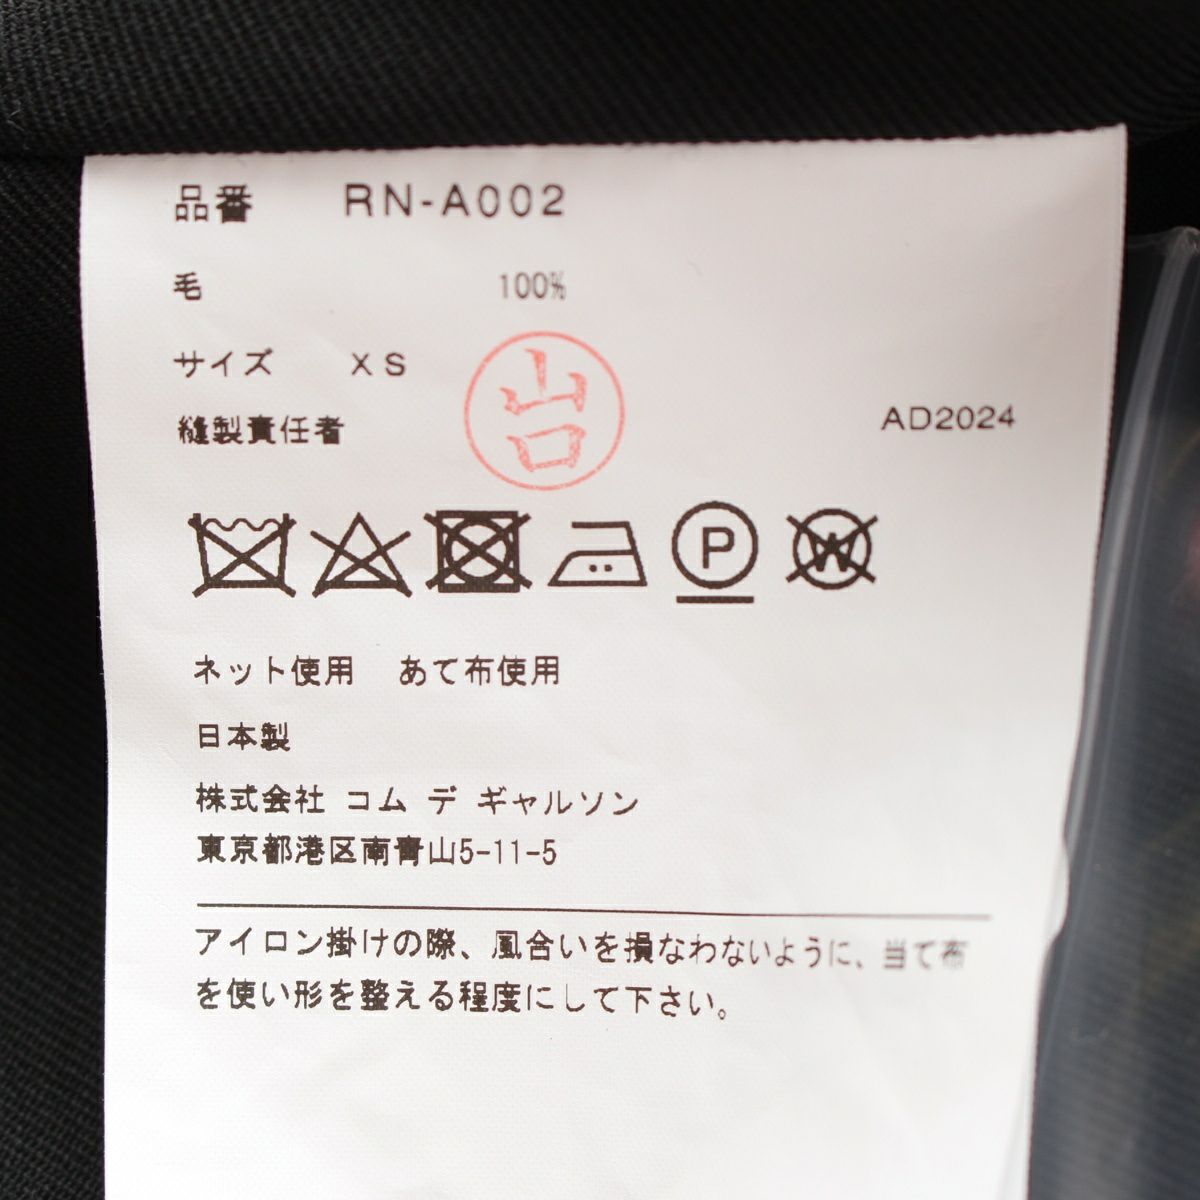 品番 RN-A002
毛 100%
サイズ XS
縫製責任者 山口
AD2024
P
W
ネット使用 あて布使用
日本製
株式会社 コム デ ギャルソン
東京都港区南青山5-11-5
アイロン掛けの際、風合いを損なわないように、当て布
を使い形を整える程度にして下さい。